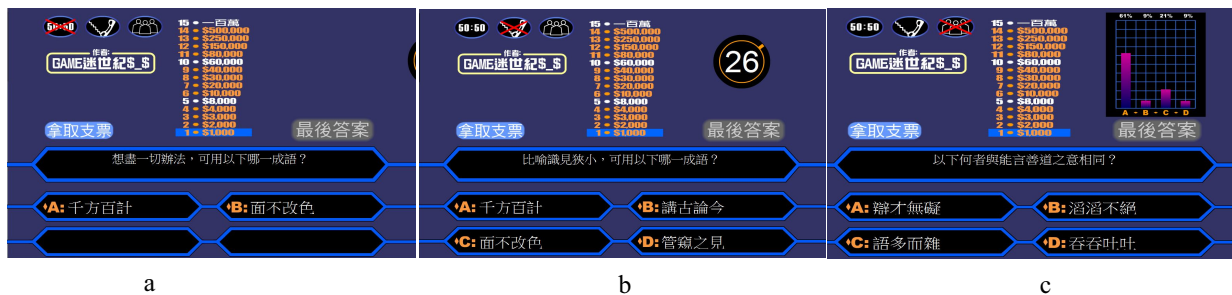 50:50
15 • 一百萬
14 • $500,000
13 • $250,000
12 • $150,000
11 • $80,000
10 • $60,000
9 • $40,000
8 • $30,000
7 • $20,000
6 • $10,000
5 • $8,000
4 • $4,000
3 • $3,000
2 • $2,000
1 • $1,000
作者:
GAME迷世紀$_$
拿取支票
最後答案
想盡一切辦法，可用以下哪一成語？
A: 千方百計
B: 面不改色
a
50:50
15 • 一百萬
14 • $500,000
13 • $250,000
12 • $150,000
11 • $80,000
10 • $60,000
9 • $40,000
8 • $30,000
7 • $20,000
6 • $10,000
5 • $8,000
4 • $4,000
3 • $3,000
2 • $2,000
1 • $1,000
作者:
GAME迷世紀$_$
26
拿取支票
最後答案
比喻識見狹小，可用以下哪一成語？
A: 千方百計
B: 講古論今
C: 面不改色
D: 管窺之見
b
50:50
15 • 一百萬
14 • $500,000
13 • $250,000
12 • $150,000
11 • $80,000
10 • $60,000
9 • $40,000
8 • $30,000
7 • $20,000
6 • $10,000
5 • $8,000
4 • $4,000
3 • $3,000
2 • $2,000
1 • $1,000
作者:
GAME迷世紀$_$
61% 9% 21% 9%
A - B - C - D
拿取支票
最後答案
以下何者與能言善道之意相同？
A: 辯才無礙
B: 滔滔不絕
C: 語多而雜
D: 吞吞吐吐
c